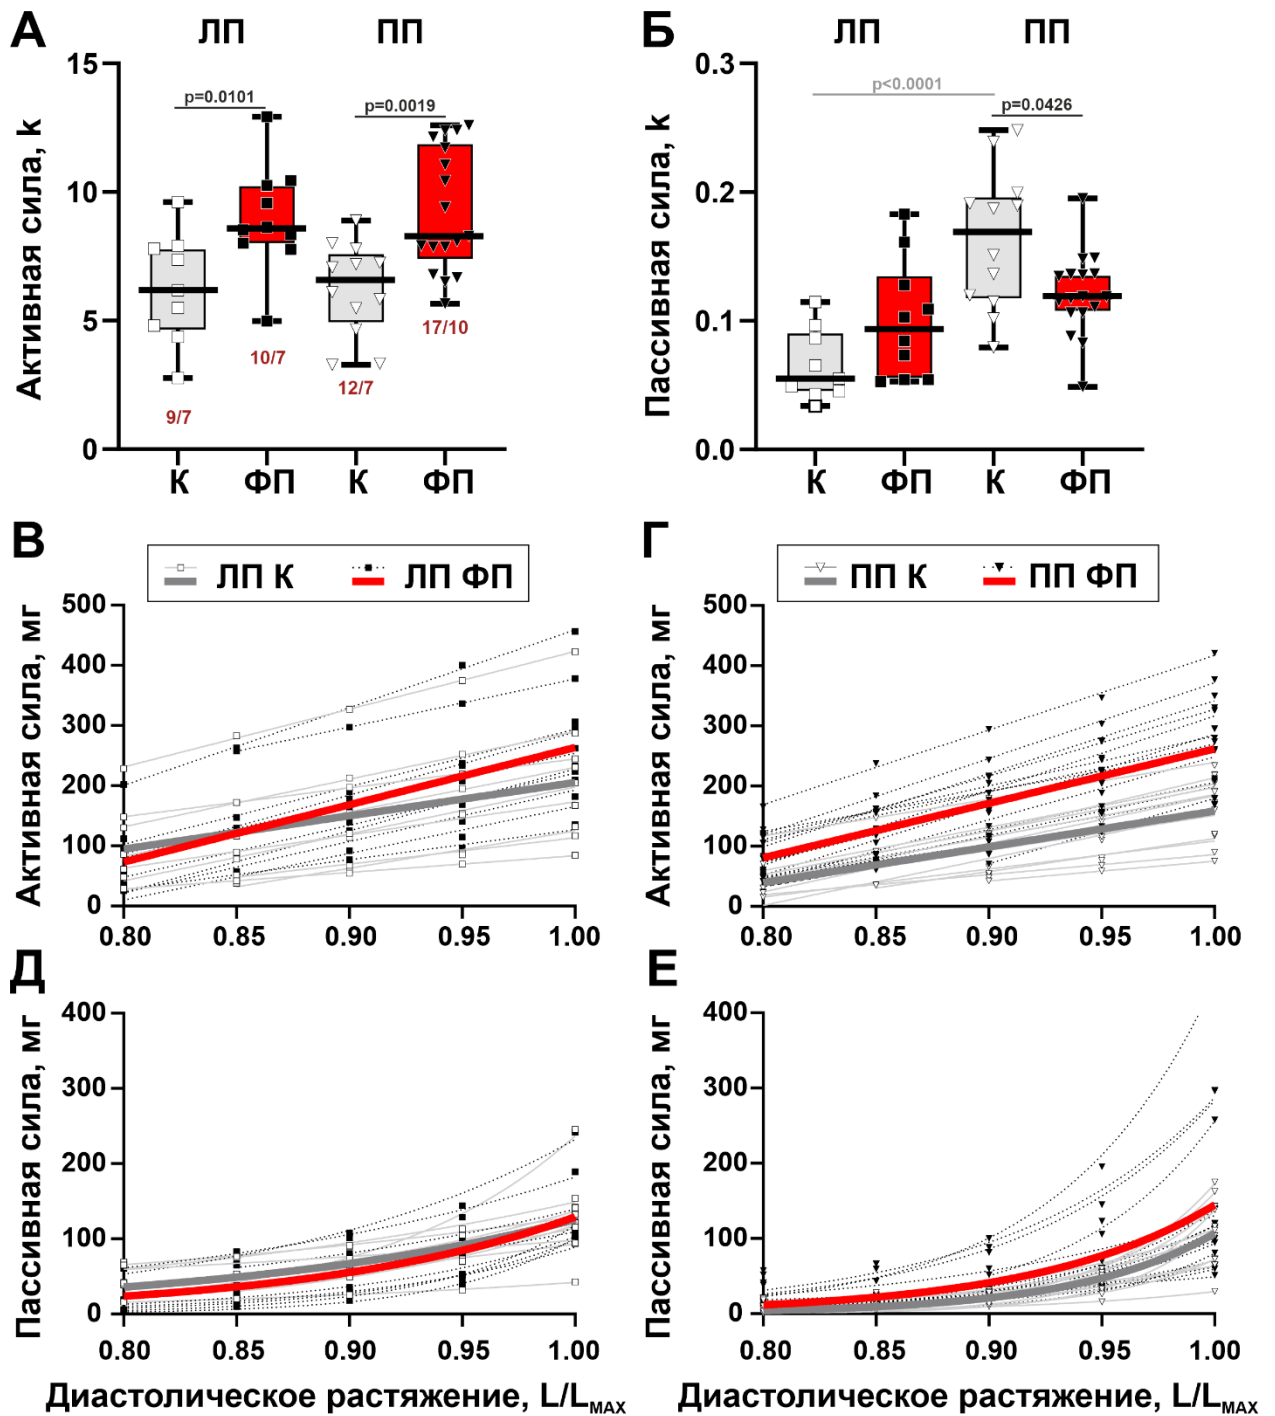 А
ЛП ПП
Активная сила, k
15
10
5
0
p=0.0101
p=0.0019
9/7
10/7
12/7
17/10
К ФП К ФП
Б
ЛП ПП
Пассивная сила, k
0.3
0.2
0.1
0.0
p<0.0001
p=0.0426
К ФП К ФП
В
ЛП К ЛП ФП
Активная сила, мг
500
400
300
200
100
0
0.80 0.85 0.90 0.95 1.00
Г
ПП К ПП ФП
Активная сила, мг
500
400
300
200
100
0
0.80 0.85 0.90 0.95 1.00
Д
Пассивная сила, мг
400
300
200
100
0
0.80 0.85 0.90 0.95 1.00
Диастолическое растяжение, L/LMAX
Е
Пассивная сила, мг
400
300
200
100
0
0.80 0.85 0.90 0.95 1.00
Диастолическое растяжение, L/LMAX